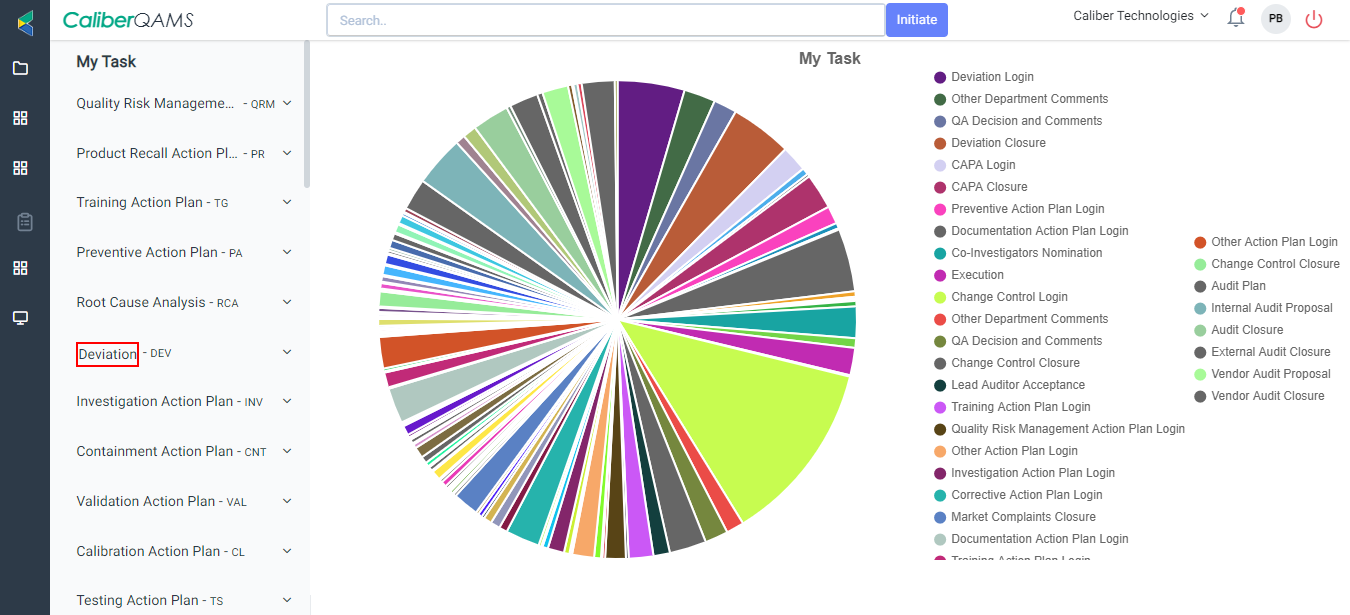 CaliberQAMS
Search..
Initiate
Caliber Technologies
PB
My Task
Quality Risk Manageme... - QRM
Product Recall Action Pl... - PR
Training Action Plan - TG
Preventive Action Plan - PA
Root Cause Analysis - RCA
Deviation - DEV
Investigation Action Plan - INV
Containment Action Plan - CNT
Validation Action Plan - VAL
Calibration Action Plan - CL
Testing Action Plan - TS
My Task
Deviation Login
Other Department Comments
QA Decision and Comments
Deviation Closure
CAPA Login
CAPA Closure
Preventive Action Plan Login
Documentation Action Plan Login
Co-Investigators Nomination
Execution
Change Control Login
Other Department Comments
QA Decision and Comments
Change Control Closure
Lead Auditor Acceptance
Training Action Plan Login
Quality Risk Management Action Plan Login
Other Action Plan Login
Investigation Action Plan Login
Corrective Action Plan Login
Market Complaints Closure
Documentation Action Plan Login
Training Action Plan Login
Other Action Plan Login
Change Control Closure
Audit Plan
Internal Audit Proposal
Audit Closure
External Audit Closure
Vendor Audit Proposal
Vendor Audit Closure